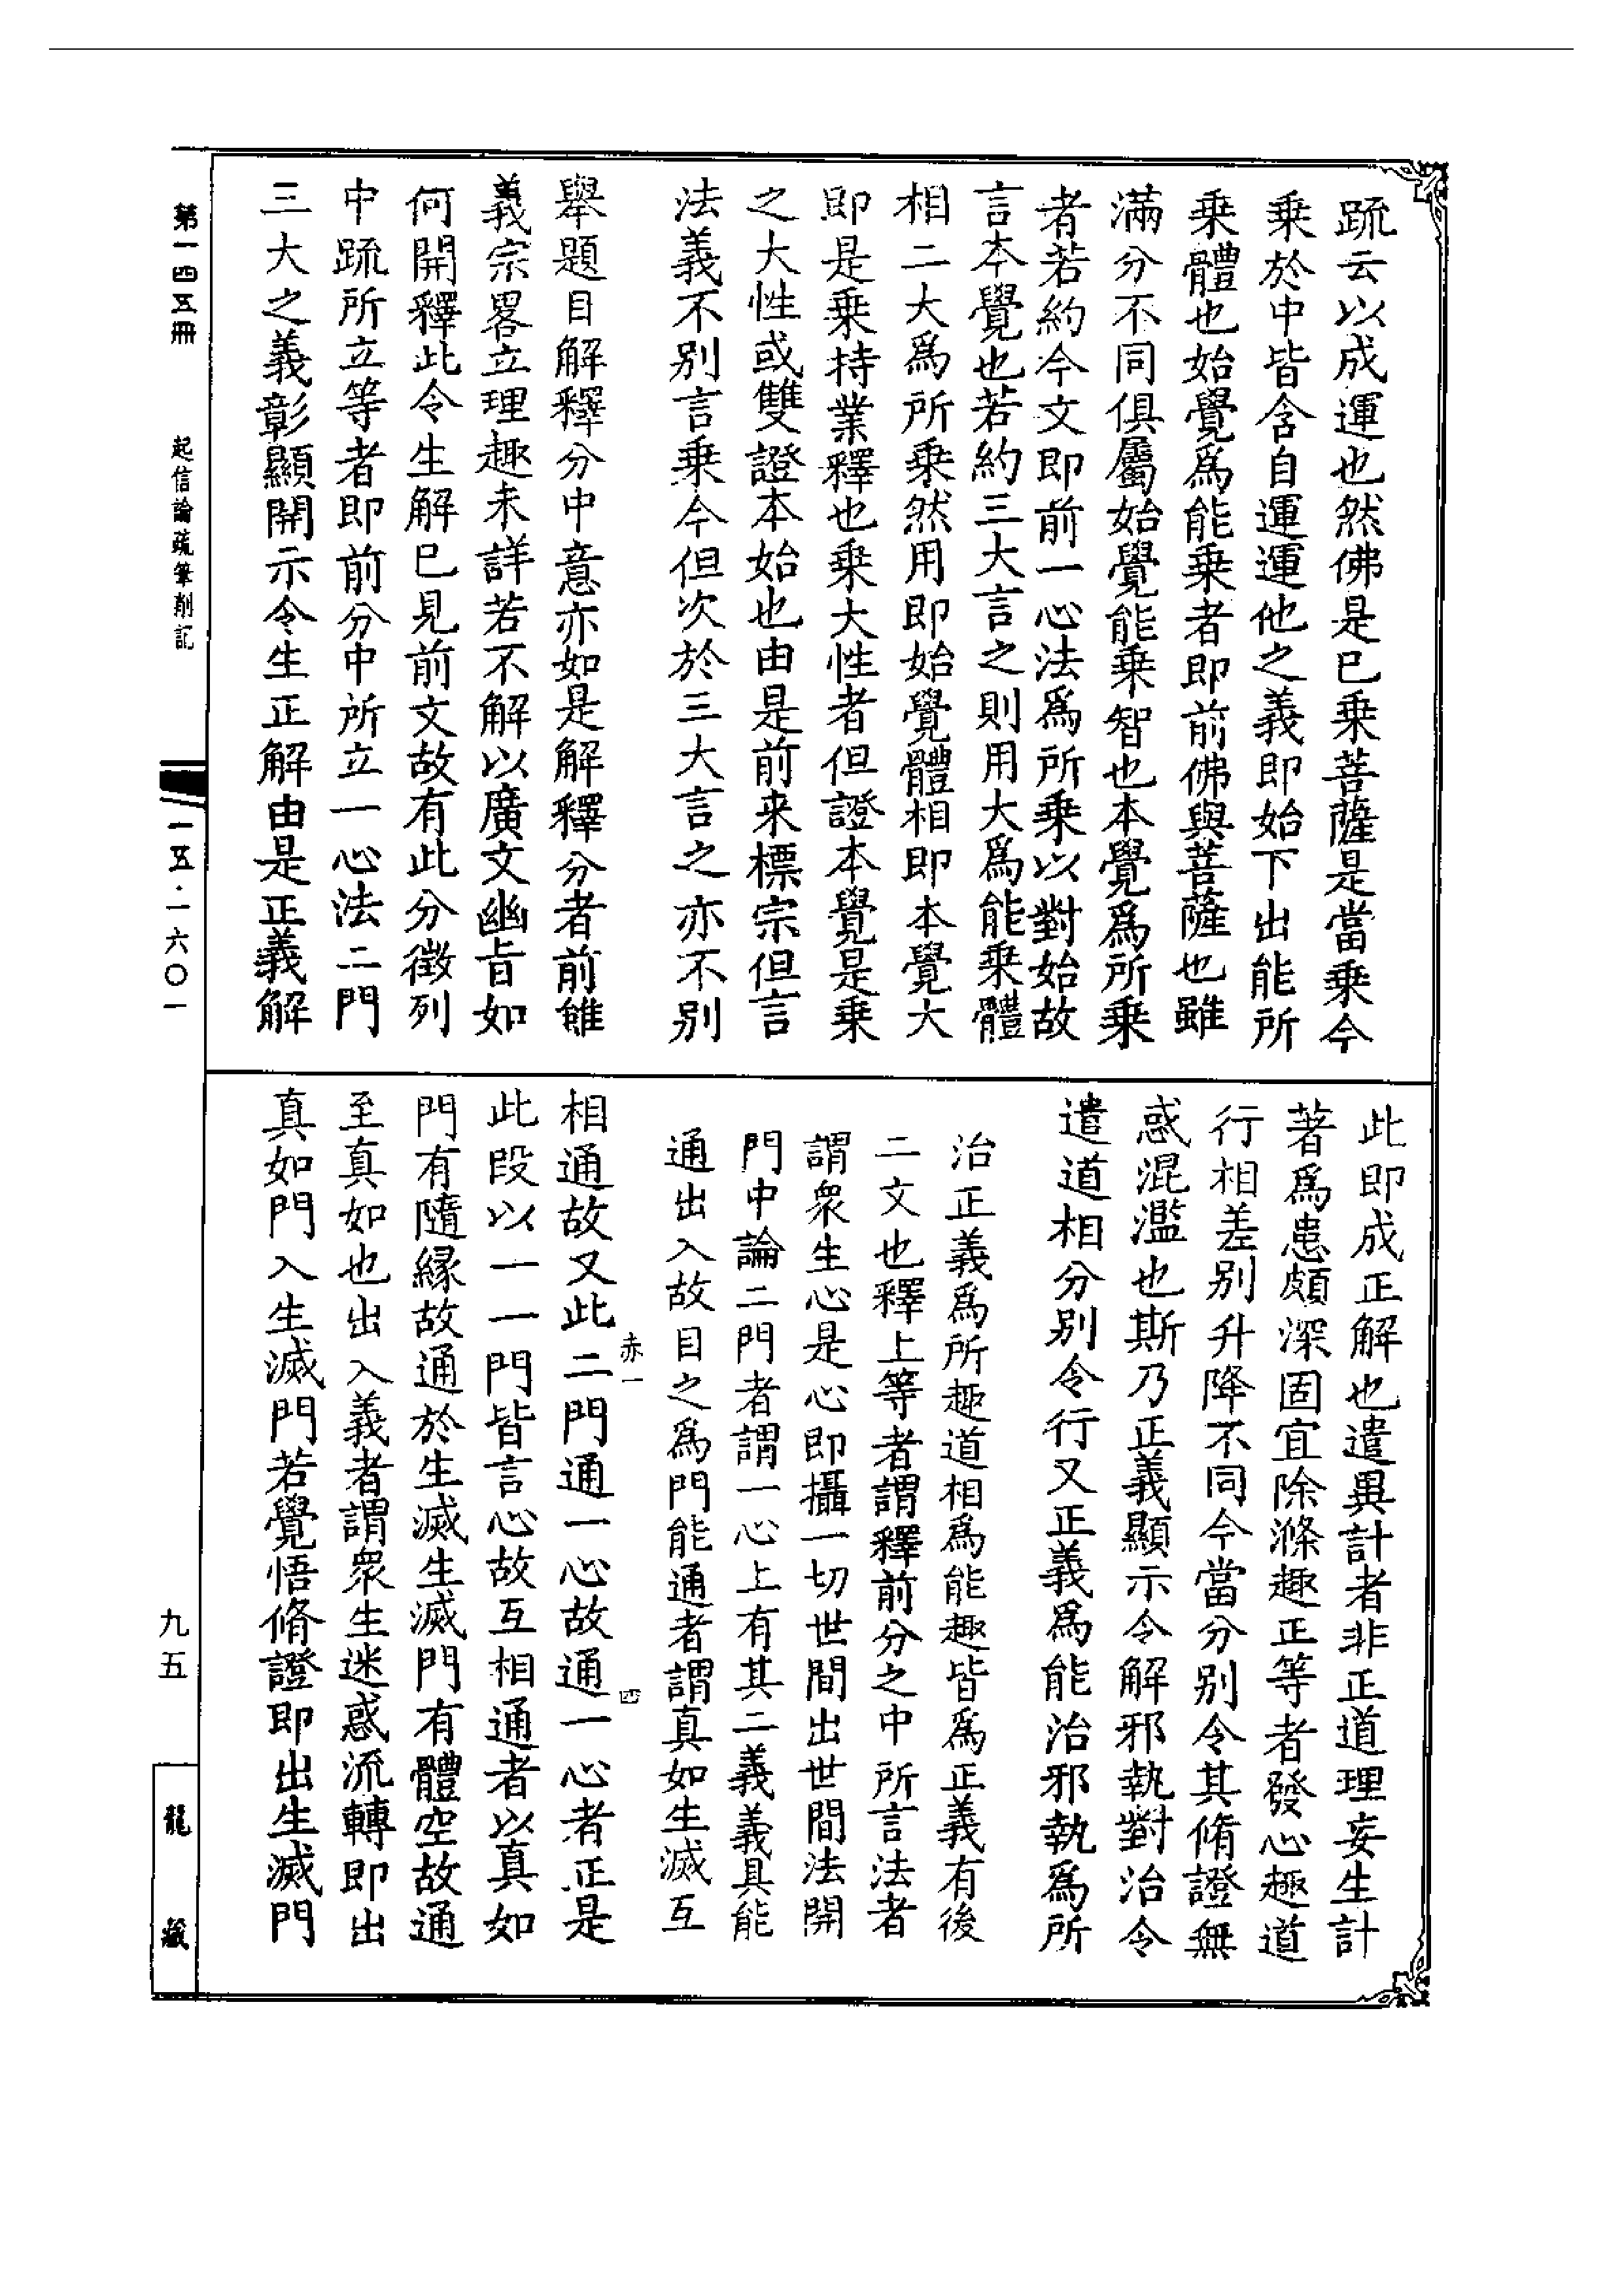 疏云以成運也然佛是已乗菩薩是當乗今
乗於中皆含自運運他之義即始下出能所
乗體也始覺爲能乗者即前佛與菩薩也雖
滿分不同俱屬始覺能乗智也本覺爲所乗
者若約今文即前一心法爲所乗以對始故
言本覺也若約三大言之則用大爲能乗體
相二大爲所乗然用即始覺體相即本覺大
即是乗持業釋也乗大性者但證本覺是乗
之大性或雙證本始也由是前来標宗但言
法義不別言乗今但次於三大言之亦不別
舉題目解釋分中意亦如是解釋分者前雖
義宗畧立理趣未詳若不解以廣文幽旨如
何開釋此令生解已見前文故有此分徴列
中疏所立等者即前分中所立一心法二門
三大之義彰顯開示令生正解由是正義解
此即成正解也遣異計者非正道理妄生計
著爲患頗深固宜除滌趣正等者發心趣道
行相差別升降不同今當分別令其脩證無
惑混濫也斯乃正義顯示令解邪執對治令
遣道相分別令行又正義爲能治邪執爲所
治正義爲所趣道相爲能趣皆爲正義有後
二文也釋上等者謂釋前分之中所言法者
謂衆生心是心即攝一切世間出世間法開
門中論二門者謂一心上有其二義義具能
通出入故目之爲門能通者謂真如生滅互
相通故又此二門通一心故通一心者正是
此段以一一門皆言心故互相通者以真如
門有隨縁故通於生滅生滅門有體空故通
至真如也出入義者謂衆生迷惑流轉即出
真如門入生滅門若覺悟脩證即出生滅門
赤一
四
第一四五冊
起信論疏筆削記
一五·一六〇一
九五
龍藏